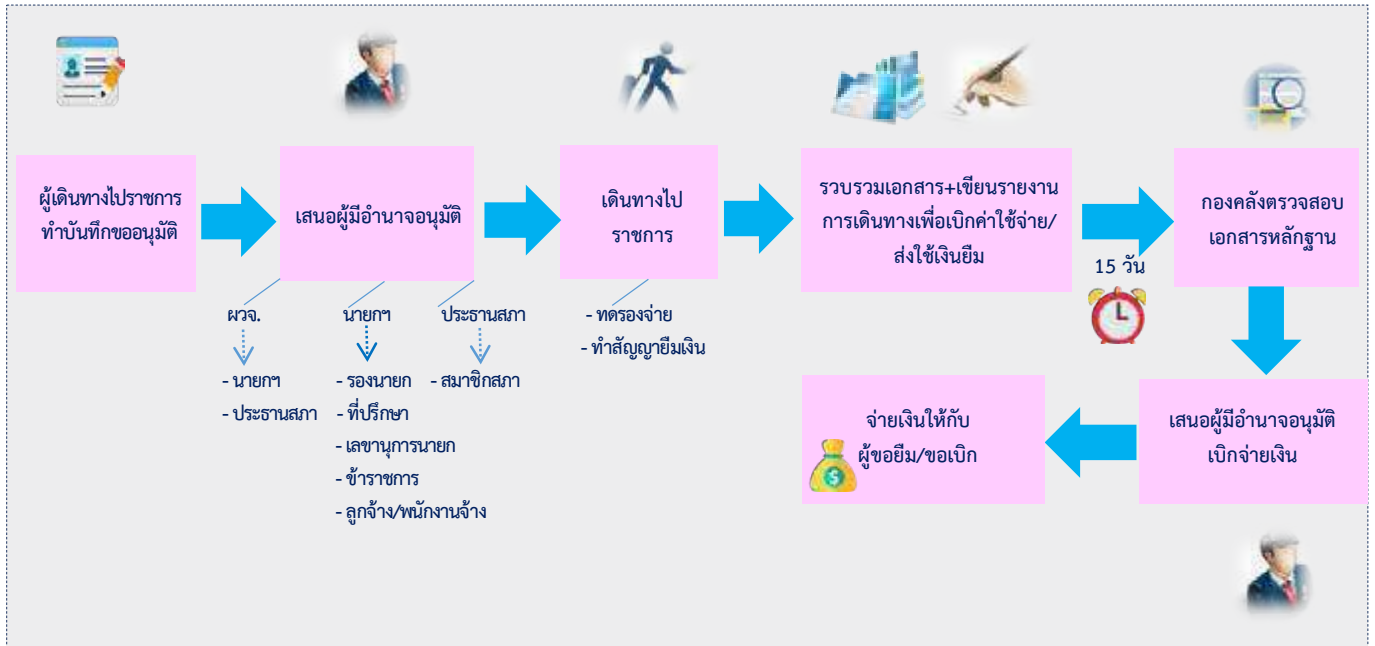 ผู้เดินทางไปราชการ
ทำบันทึกขออนุมัติ
เสนอผู้มีอำนาจอนุมัติ
เดินทางไป
ราชการ
รวบรวมเอกสาร+เขียนรายงาน
การเดินทางเพื่อเบิกค่าใช้จ่าย/
ส่งใช้เงินยืม
15 วัน
กองคลังตรวจสอบ
เอกสารหลักฐาน
ผวจ.
- นายกฯ
- ประธานสภา
นายกฯ
- รองนายก
- ที่ปรึกษา
- เลขานุการนายก
- ข้าราชการ
- ลูกจ้าง/พนักงานจ้าง
ประธานสภา
- สมาชิกสภา
- ทดรองจ่าย
- ทำสัญญายืมเงิน
เสนอผู้มีอำนาจอนุมัติ
เบิกจ่ายเงิน
จ่ายเงินให้กับ
ผู้ขอยืม/ขอเบิก